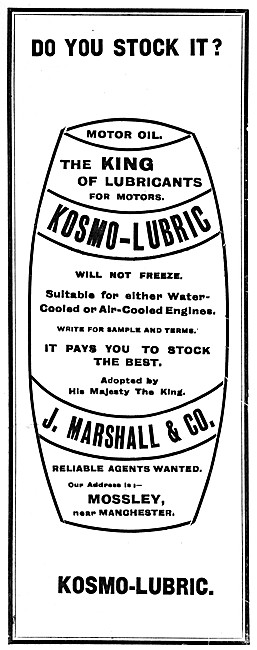 DO YOU STOCK IT?
MOTOR OIL.
THE KING
OF LUBRICANTS
FOR MOTORS.
KOSMO-LUBRIC
WILL NOT FREEZE.
Suitable for either Water-
Cooled or Air-Cooled Engines.
WRITE FOR SAMPLE AND TERMS.
IT PAYS YOU TO STOCK
THE BEST.
Adopted by
His Majesty The King.
J. MARSHALL & CO.
RELIABLE AGENTS WANTED.
Our Address is:-
MOSSLEY,
near MANCHESTER.
KOSMO-LUBRIC.